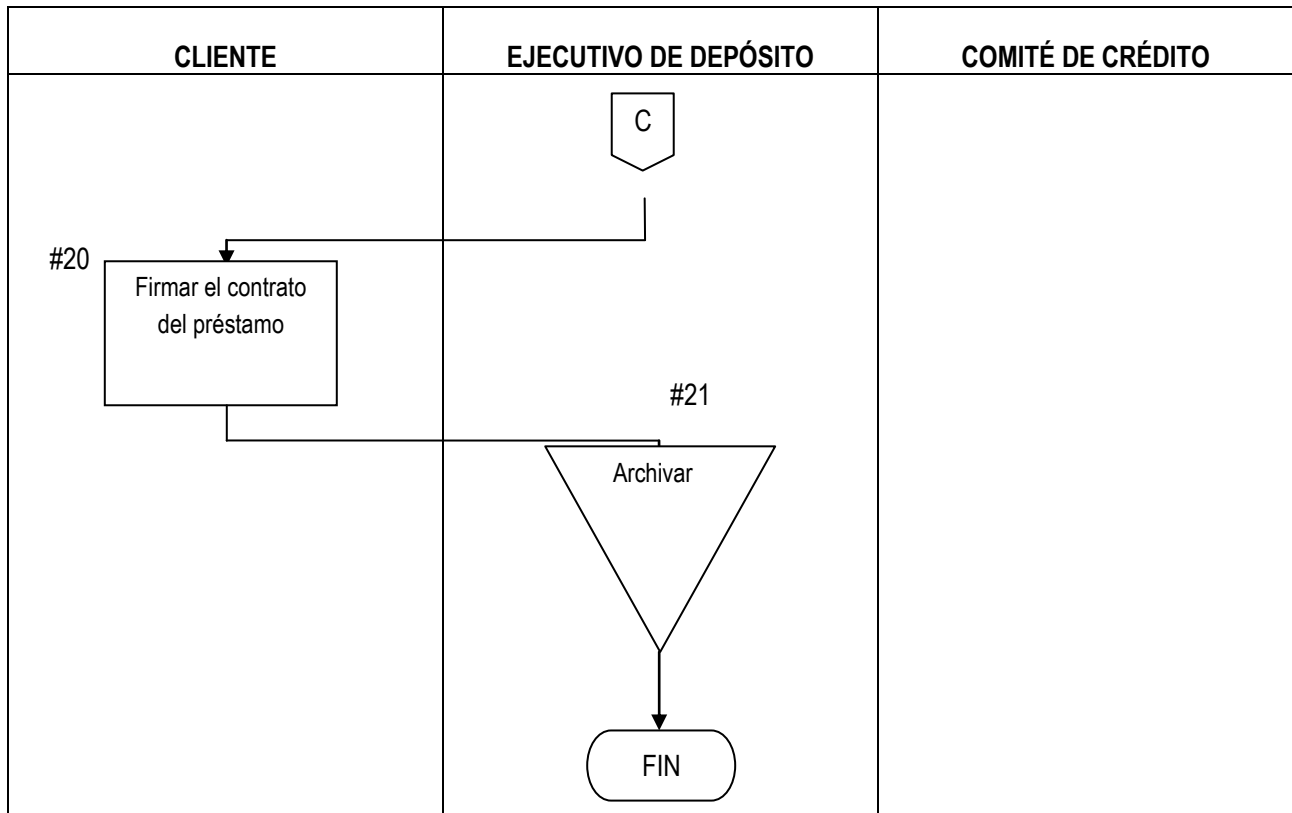 CLIENTE
EJECUTIVO DE DEPÓSITO
COMITÉ DE CRÉDITO
C
#20
Firmar el contrato
del préstamo
#21
Archivar
FIN